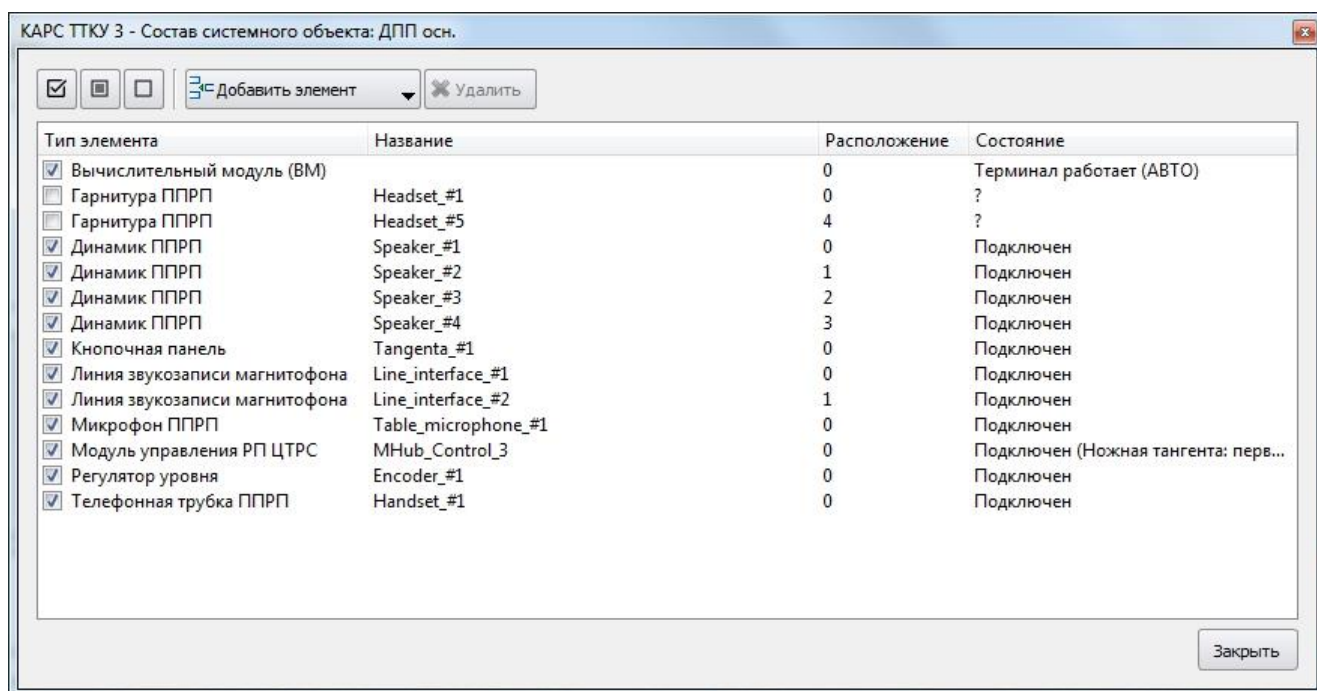 КАРС ТТКУ 3 - Состав системного объекта: ДПП осн.
Добавить элемент Удалить
Тип элемента Название Расположение Состояние
Вычислительный модуль (ВМ) 0 Терминал работает (АВТО)
Гарнитура ППРП Headset_#1 0 ?
Гарнитура ППРП Headset_#5 4 ?
Динамик ППРП Speaker_#1 0 Подключен
Динамик ППРП Speaker_#2 1 Подключен
Динамик ППРП Speaker_#3 2 Подключен
Динамик ППРП Speaker_#4 3 Подключен
Кнопочная панель Tangenta_#1 0 Подключен
Линия звукозаписи магнитофона Line_interface_#1 0 Подключен
Линия звукозаписи магнитофона Line_interface_#2 1 Подключен
Микрофон ППРП Table_microphone_#1 0 Подключен
Модуль управления РП ЦТРС MHub_Control_3 0 Подключен (Ножная тангента: перв...
Регулятор уровня Encoder_#1 0 Подключен
Телефонная трубка ППРП Handset_#1 0 Подключен
Закрыть